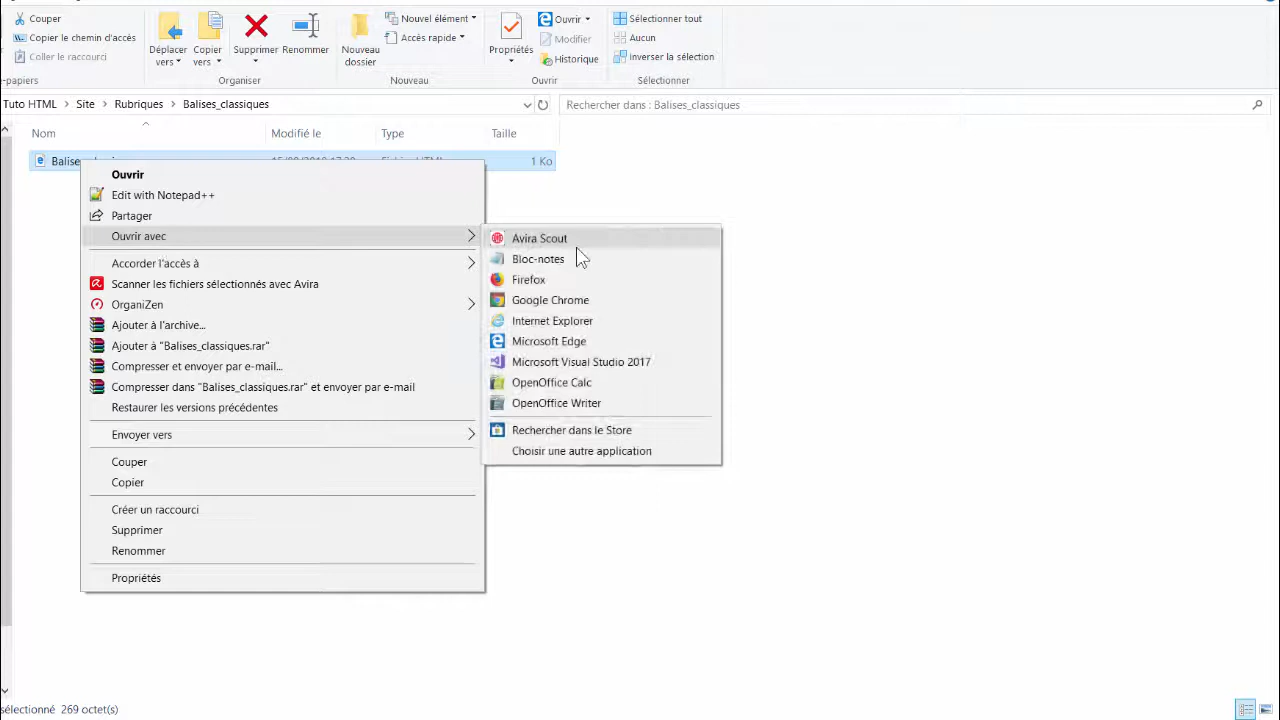 Couper
Copier le chemin d'accès
Coller le raccourci
-papiers
Déplacer vers
Copier vers
Supprimer
Renommer
Organiser
Nouveau dossier
Nouvel élément
Accès rapide
Nouveau
Propriétés
Ouvrir
Modifier
Historique
Ouvrir
Sélectionner tout
Aucun
Inverser la sélection
Sélectionner
Tuto HTML > Site > Rubriques > Balises_classiques
Rechercher dans : Balises_classiques
Nom
Modifié le
Type
Taille
1 Ko
Ouvrir
Edit with Notepad++
Partager
Ouvrir avec
Accorder l'accès à
Scanner les fichiers sélectionnés avec Avira
OrganiZen
Ajouter à l'archive...
Ajouter à "Balises_classiques.rar"
Compresser et envoyer par e-mail...
Compresser dans "Balises_classiques.rar" et envoyer par e-mail
Restaurer les versions précédentes
Envoyer vers
Couper
Copier
Créer un raccourci
Supprimer
Renommer
Propriétés
Avira Scout
Bloc-notes
Firefox
Google Chrome
Internet Explorer
Microsoft Edge
Microsoft Visual Studio 2017
OpenOffice Calc
OpenOffice Writer
Rechercher dans le Store
Choisir une autre application
sélectionné 269 octet(s)